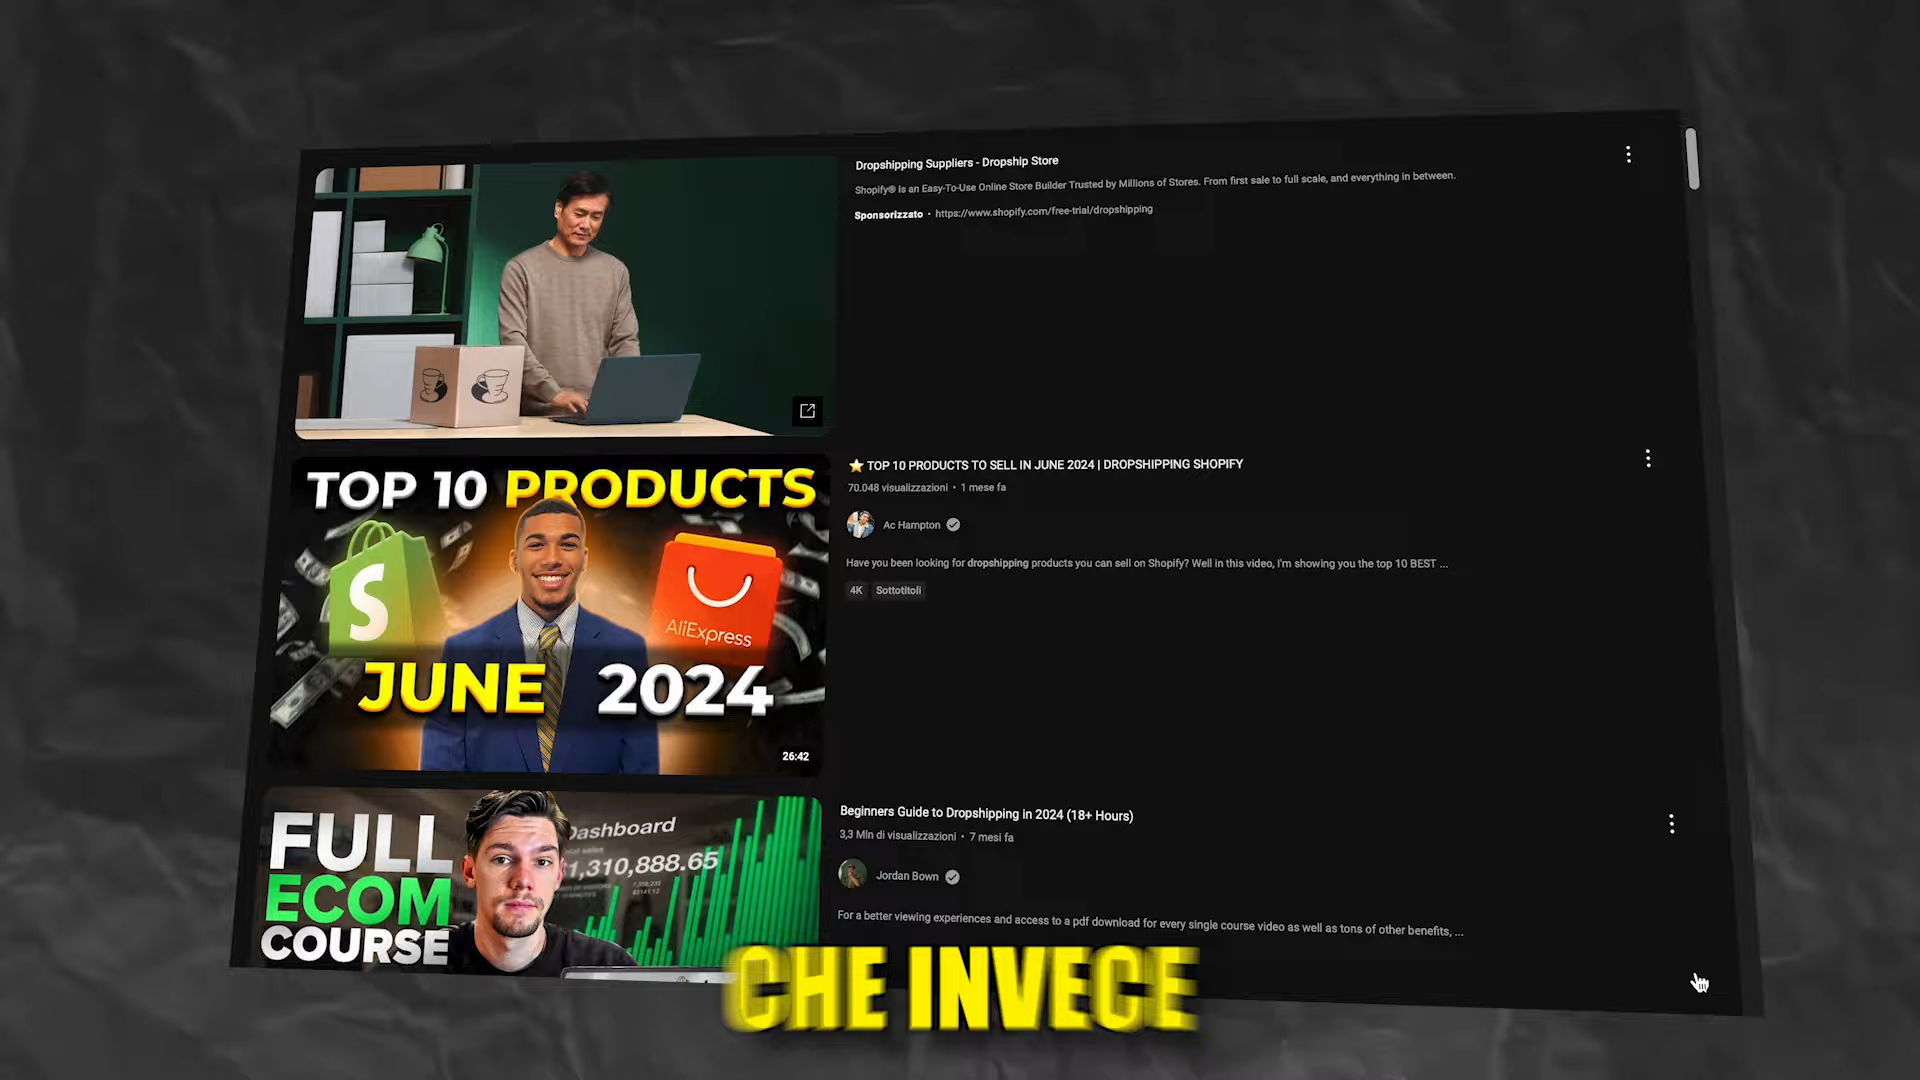 Dropshipping Suppliers - Dropship Store
Shopify® Is an Easy-To-Use Online Store Builder Trusted by Millions of Stores. From first sale to full scale, and everything in between.
Sponsorizzato • https://www.shopify.com/free-trial/dropshipping
TOP 10 PRODUCTS
S
AliExpress
JUNE 2024
26:42
TOP 10 PRODUCTS TO SELL IN JUNE 2024 | DROPSHIPPING SHOPIFY
70.048 visualizzazioni • 1 mese fa
Ac Hampton
Have you been looking for dropshipping products you can sell on Shopify? Well in this video, I'm showing you the top 10 BEST ...
4K Sottotitoli
FULL
ECOM
COURSE
Dashboard
1,310,888.65
Beginners Guide to Dropshipping in 2024 (18+ Hours)
3,3 Mln di visualizzazioni • 7 mesi fa
Jordan Bown
For a better viewing experiences and access to a pdf download for every single course video as well as tons of other benefits, ...
CHE INVECE